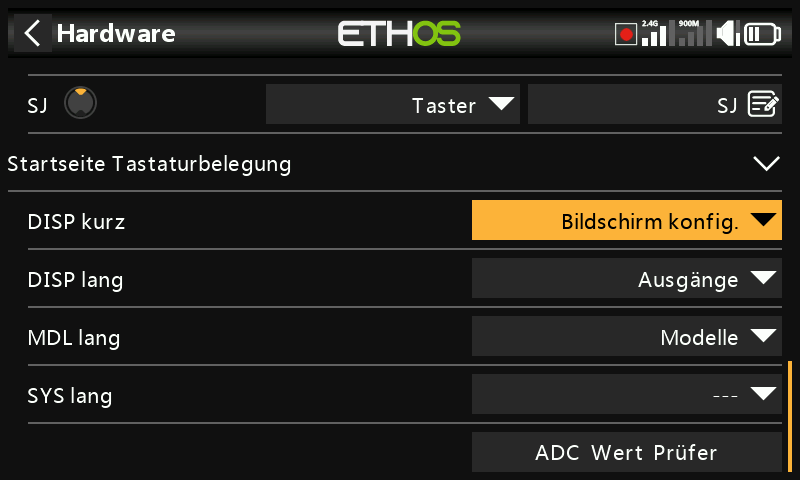 Hardware ETHOS 2.4G 900M
SJ Taster SJ
Startseite Tastaturbelegung
DISP kurz Bildschirm konfig.
DISP lang Ausgänge
MDL lang Modelle
SYS lang ---
ADC Wert Prüfer